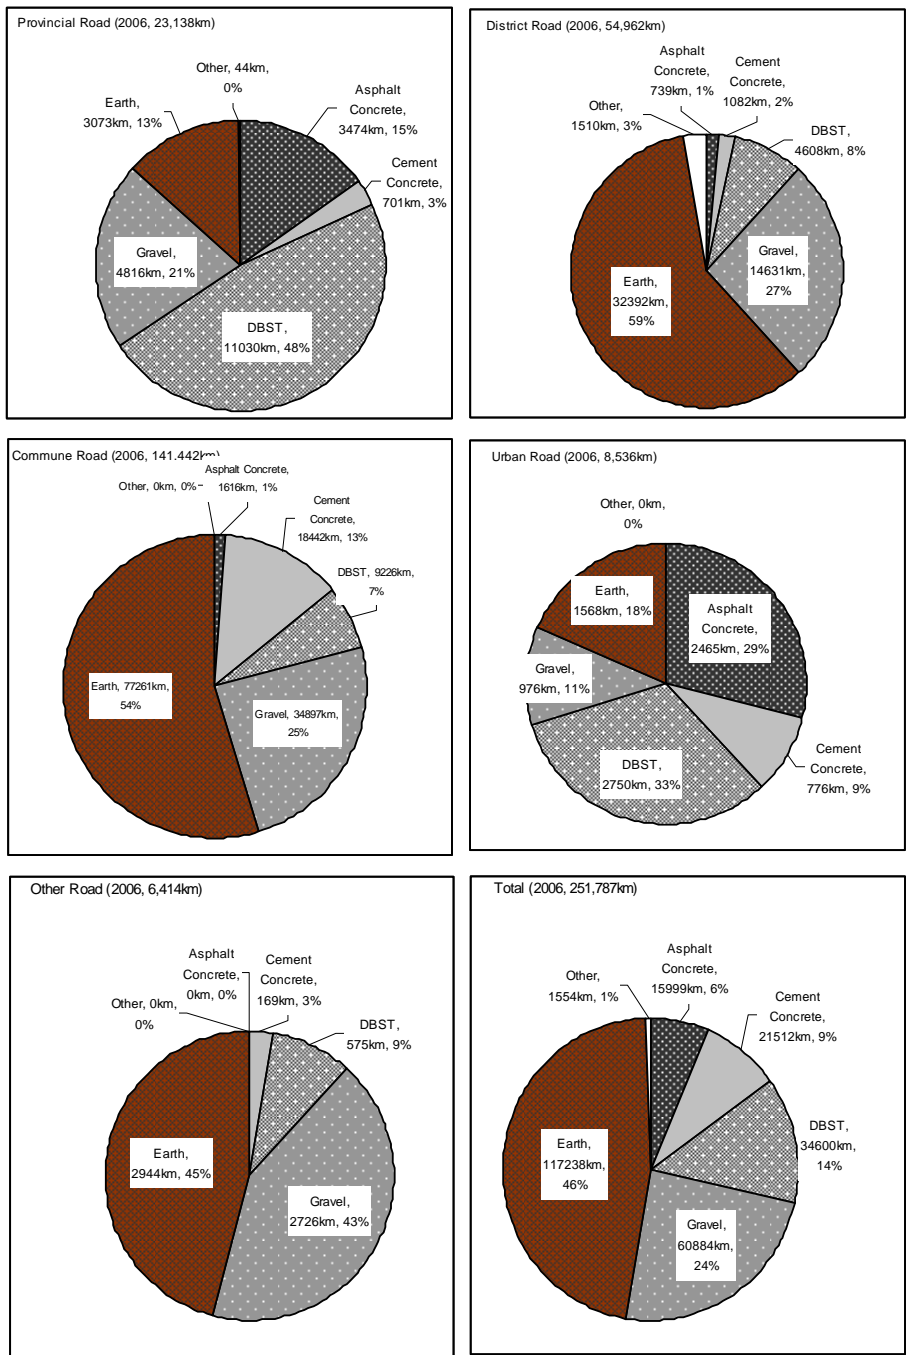 Provincial Road (2006, 23,138km)
Other, 44km,
0%
Asphalt
Concrete,
3474km, 15%
Earth,
3073km, 13%
Cement
Concrete,
701km, 3%
Gravel,
4816km, 21%
DBST,
11030km, 48%
District Road (2006, 54,962km)
Asphalt
Concrete,
739km, 1%
Cement
Concrete,
1082km, 2%
Other,
1510km, 3%
DBST,
4608km, 8%
Gravel,
14631km,
27%
Earth,
32392km,
59%
Commune Road (2006, 141.442km)
Asphalt Concrete,
1616km, 1%
Other, 0km, 0%
Cement
Concrete,
18442km, 13%
DBST, 9226km,
7%
Earth, 77261km,
54%
Gravel, 34897km,
25%
Urban Road (2006, 8,536km)
Other, 0km,
0%
Earth,
1568km, 18%
Asphalt
Concrete,
2465km, 29%
Gravel,
976km, 11%
DBST,
2750km, 33%
Cement
Concrete,
776km, 9%
Other Road (2006, 6,414km)
Asphalt
Concrete,
0km, 0%
Cement
Concrete,
169km, 3%
Other, 0km,
0%
DBST,
575km, 9%
Earth,
2944km, 45%
Gravel,
2726km, 43%
Total (2006, 251,787km)
Asphalt
Concrete,
15999km, 6%
Other,
1554km, 1%
Cement
Concrete,
21512km, 9%
DBST,
34600km,
14%
Earth,
117238km,
46%
Gravel,
60884km,
24%